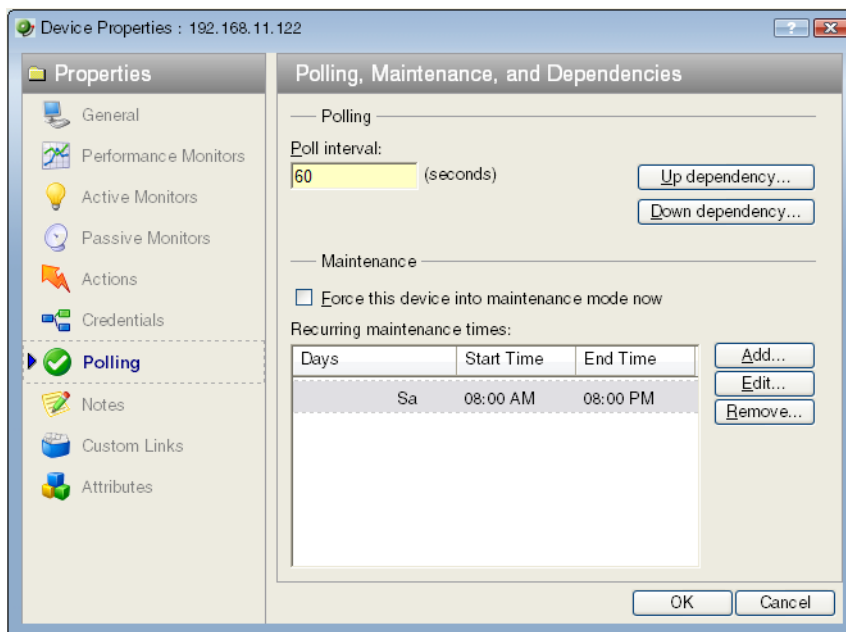 Device Properties : 192.168.11.122
?
Properties
General
Performance Monitors
Active Monitors
Passive Monitors
Actions
Credentials
Polling
Notes
Custom Links
Attributes
Polling, Maintenance, and Dependencies
Polling
Poll interval:
60 (seconds)
Up dependency...
Down dependency...
Maintenance
Force this device into maintenance mode now
Recurring maintenance times:
Days Start Time End Time
Sa 08:00 AM 08:00 PM
Add...
Edit...
Remove...
OK Cancel